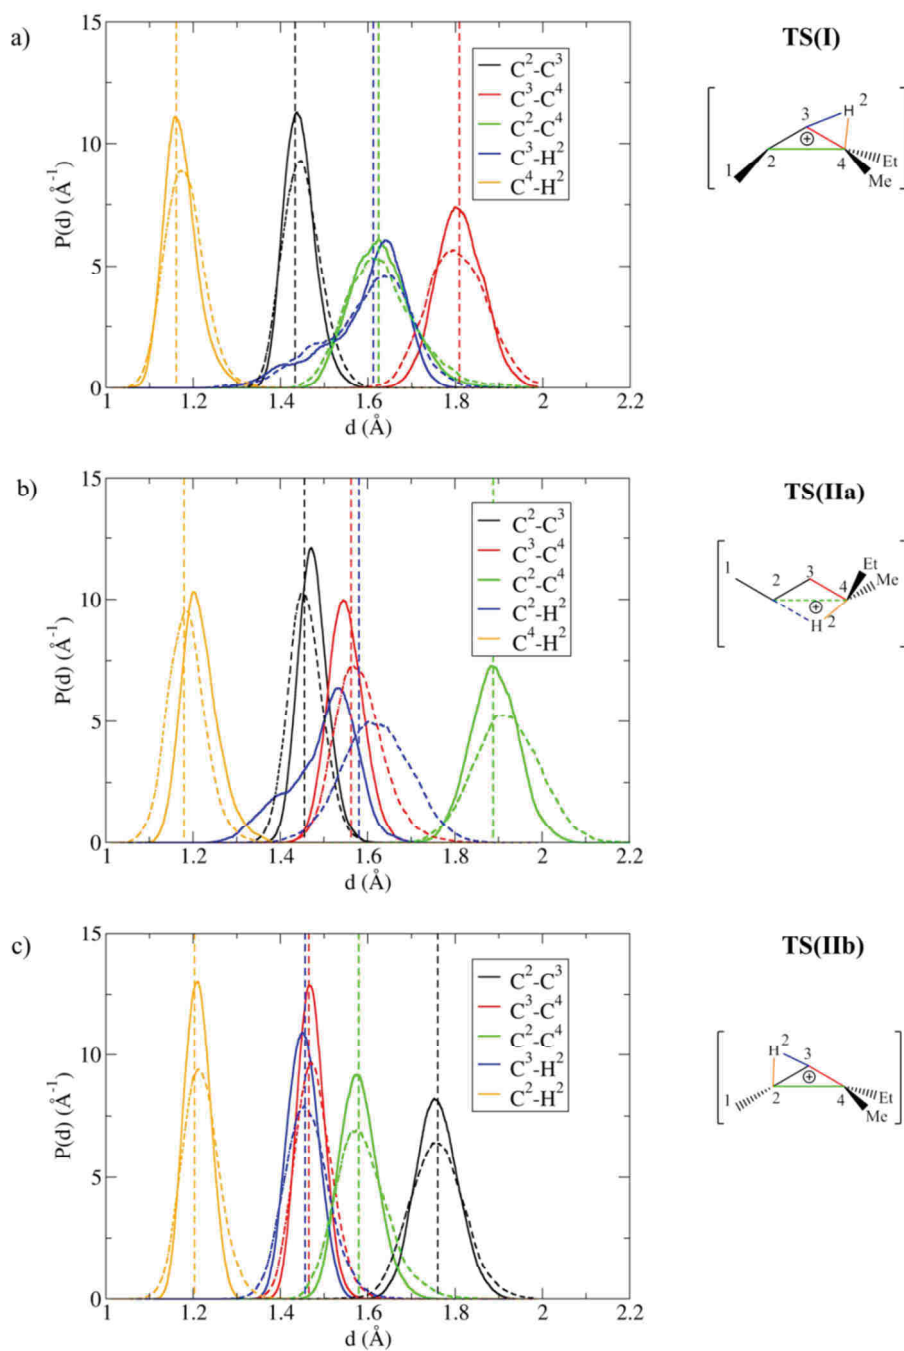 a)
TS(I)
15
10
5
0
P(d) (Å⁻¹)
C²-C³
C³-C⁴
C²-C⁴
C³-H²
C⁴-H²
1
1.2
1.4
1.6
1.8
2
2.2
d (Å)
3
H
2
⊕
1
2
4
Et
Me
b)
TS(IIa)
15
10
5
0
P(d) (Å⁻¹)
C²-C³
C³-C⁴
C²-C⁴
C²-H²
C⁴-H²
1
1.2
1.4
1.6
1.8
2
2.2
d (Å)
1
2
3
4
Et
Me
⊕
H
2
c)
TS(IIb)
15
10
5
0
P(d) (Å⁻¹)
C²-C³
C³-C⁴
C²-C⁴
C³-H²
C²-H²
1
1.2
1.4
1.6
1.8
2
2.2
d (Å)
H
2
3
⊕
1
2
4
Et
Me